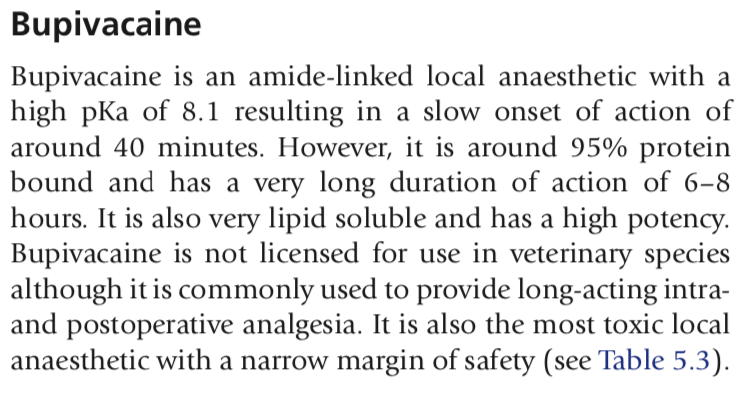 Bupivacaine
Bupivacaine is an amide-linked local anaesthetic with a
high pKa of 8.1 resulting in a slow onset of action of
around 40 minutes. However, it is around 95% protein
bound and has a very long duration of action of 6–8
hours. It is also very lipid soluble and has a high potency.
Bupivacaine is not licensed for use in veterinary species
although it is commonly used to provide long-acting intra-
and postoperative analgesia. It is also the most toxic local
anaesthetic with a narrow margin of safety (see Table 5.3).